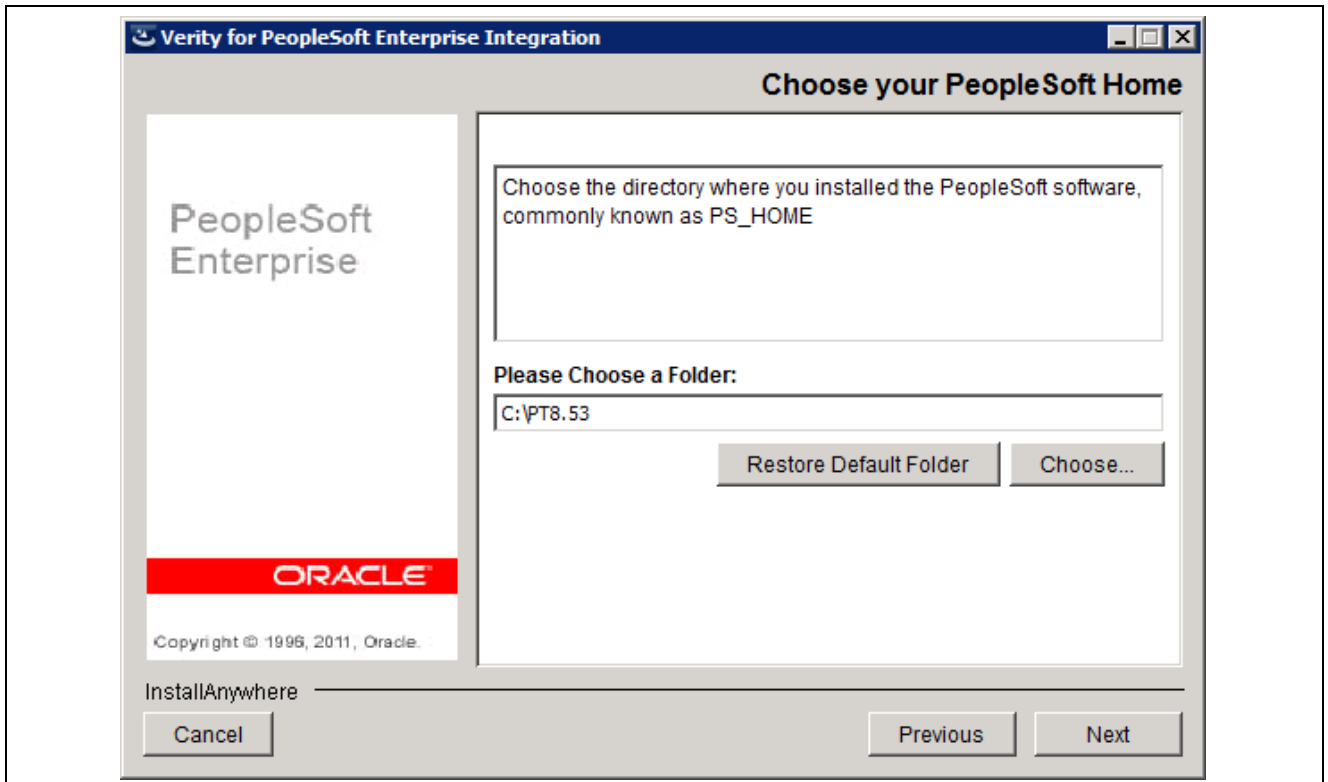 Verity for PeopleSoft Enterprise Integration
Choose your PeopleSoft Home
PeopleSoft
Enterprise
Choose the directory where you installed the PeopleSoft software,
commonly known as PS_HOME
Please Choose a Folder:
C:\PT8.53
Restore Default Folder
Choose...
ORACLE
Copyright © 1996, 2011, Oracle.
InstallAnywhere
Cancel
Previous
Next